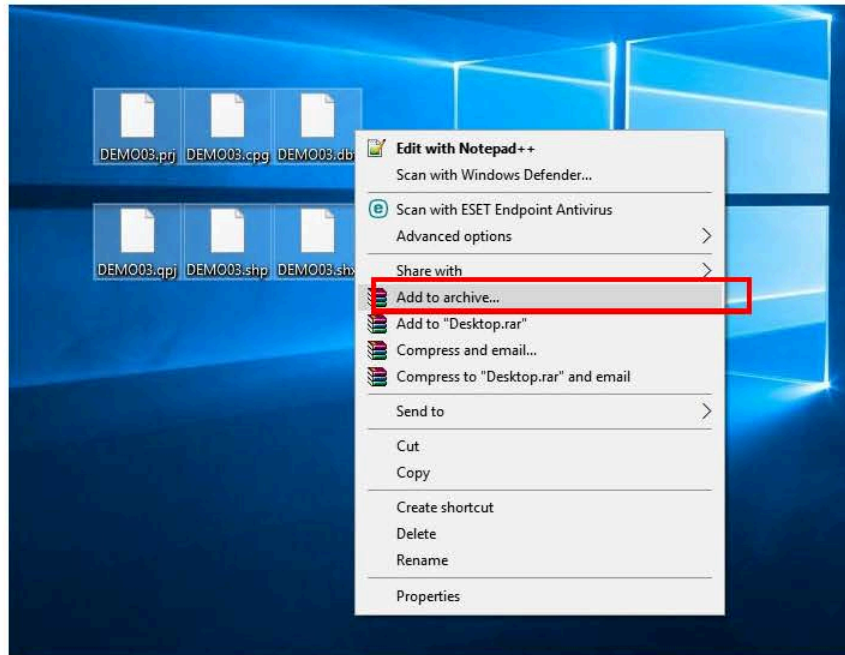 DEMO03.prj DEMO03.cpg DEMO03.db
DEMO03.qpj DEMO03.shp DEMO03.shx
Edit with Notepad++
Scan with Windows Defender...
Scan with ESET Endpoint Antivirus
Advanced options
Share with
Add to archive...
Add to "Desktop.rar"
Compress and email...
Compress to "Desktop.rar" and email
Send to
Cut
Copy
Create shortcut
Delete
Rename
Properties